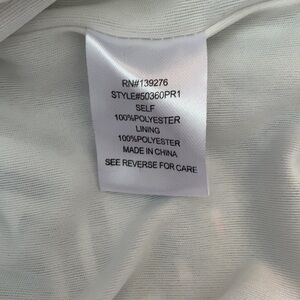 RN#139276
STYLE#50360PR1
SELF
100%POLYESTER
LINING
100%POLYESTER
MADE IN CHINA
SEE REVERSE FOR CARE